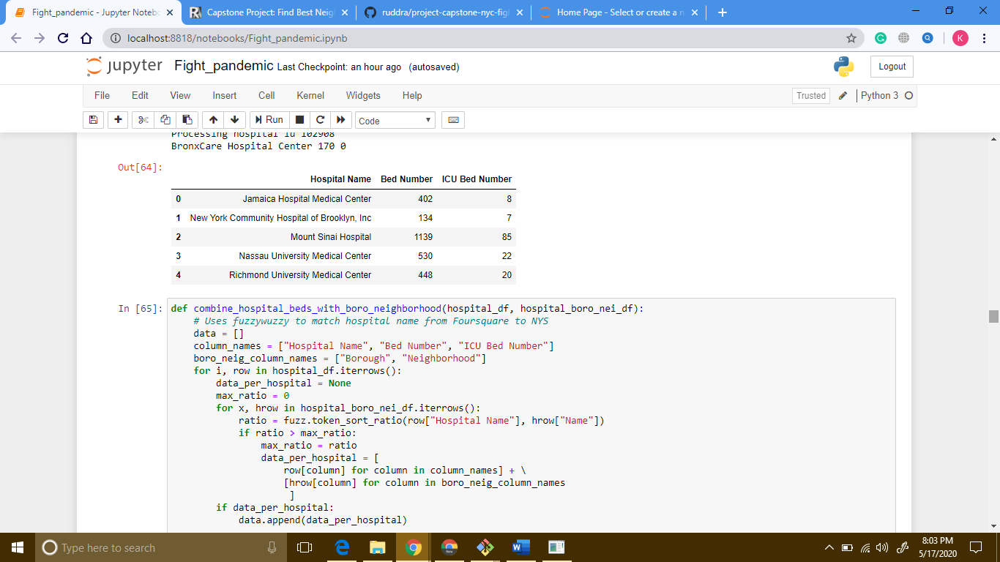 Fight_pandemic - Jupyter Notebo
Capstone Project: Find Best Neig
ruddra/project-capstone-nyc-figh
Home Page - Select or create a n
localhost:8818/notebooks/Fight_pandemic.ipynb
K
jupyter Fight_pandemic Last Checkpoint: an hour ago (autosaved)
Logout
File Edit View Insert Cell Kernel Widgets Help
Trusted
Python 3
Run
Code
Processing hospital id 102908
BronxCare Hospital Center 170 0
Out[64]:
Hospital Name Bed Number ICU Bed Number
0 Jamaica Hospital Medical Center 402 8
1 New York Community Hospital of Brooklyn, Inc 134 7
2 Mount Sinai Hospital 1139 85
3 Nassau University Medical Center 530 22
4 Richmond University Medical Center 448 20
In [65]: def combine_hospital_beds_with_boro_neighborhood(hospital_df, hospital_boro_nei_df):
# Uses fuzzywuzzy to match hospital name from Foursquare to NYS
data = []
column_names = ["Hospital Name", "Bed Number", "ICU Bed Number"]
boro_neig_column_names = ["Borough", "Neighborhood"]
for i, row in hospital_df.iterrows():
data_per_hospital = None
max_ratio = 0
for x, hrow in hospital_boro_nei_df.iterrows():
ratio = fuzz.token_sort_ratio(row["Hospital Name"], hrow["Name"])
if ratio > max_ratio:
max_ratio = ratio
data_per_hospital = [
row[column] for column in column_names] + \
[hrow[column] for column in boro_neig_column_names
]
if data_per_hospital:
data.append(data_per_hospital)
Type here to search
8:03 PM
5/17/2020